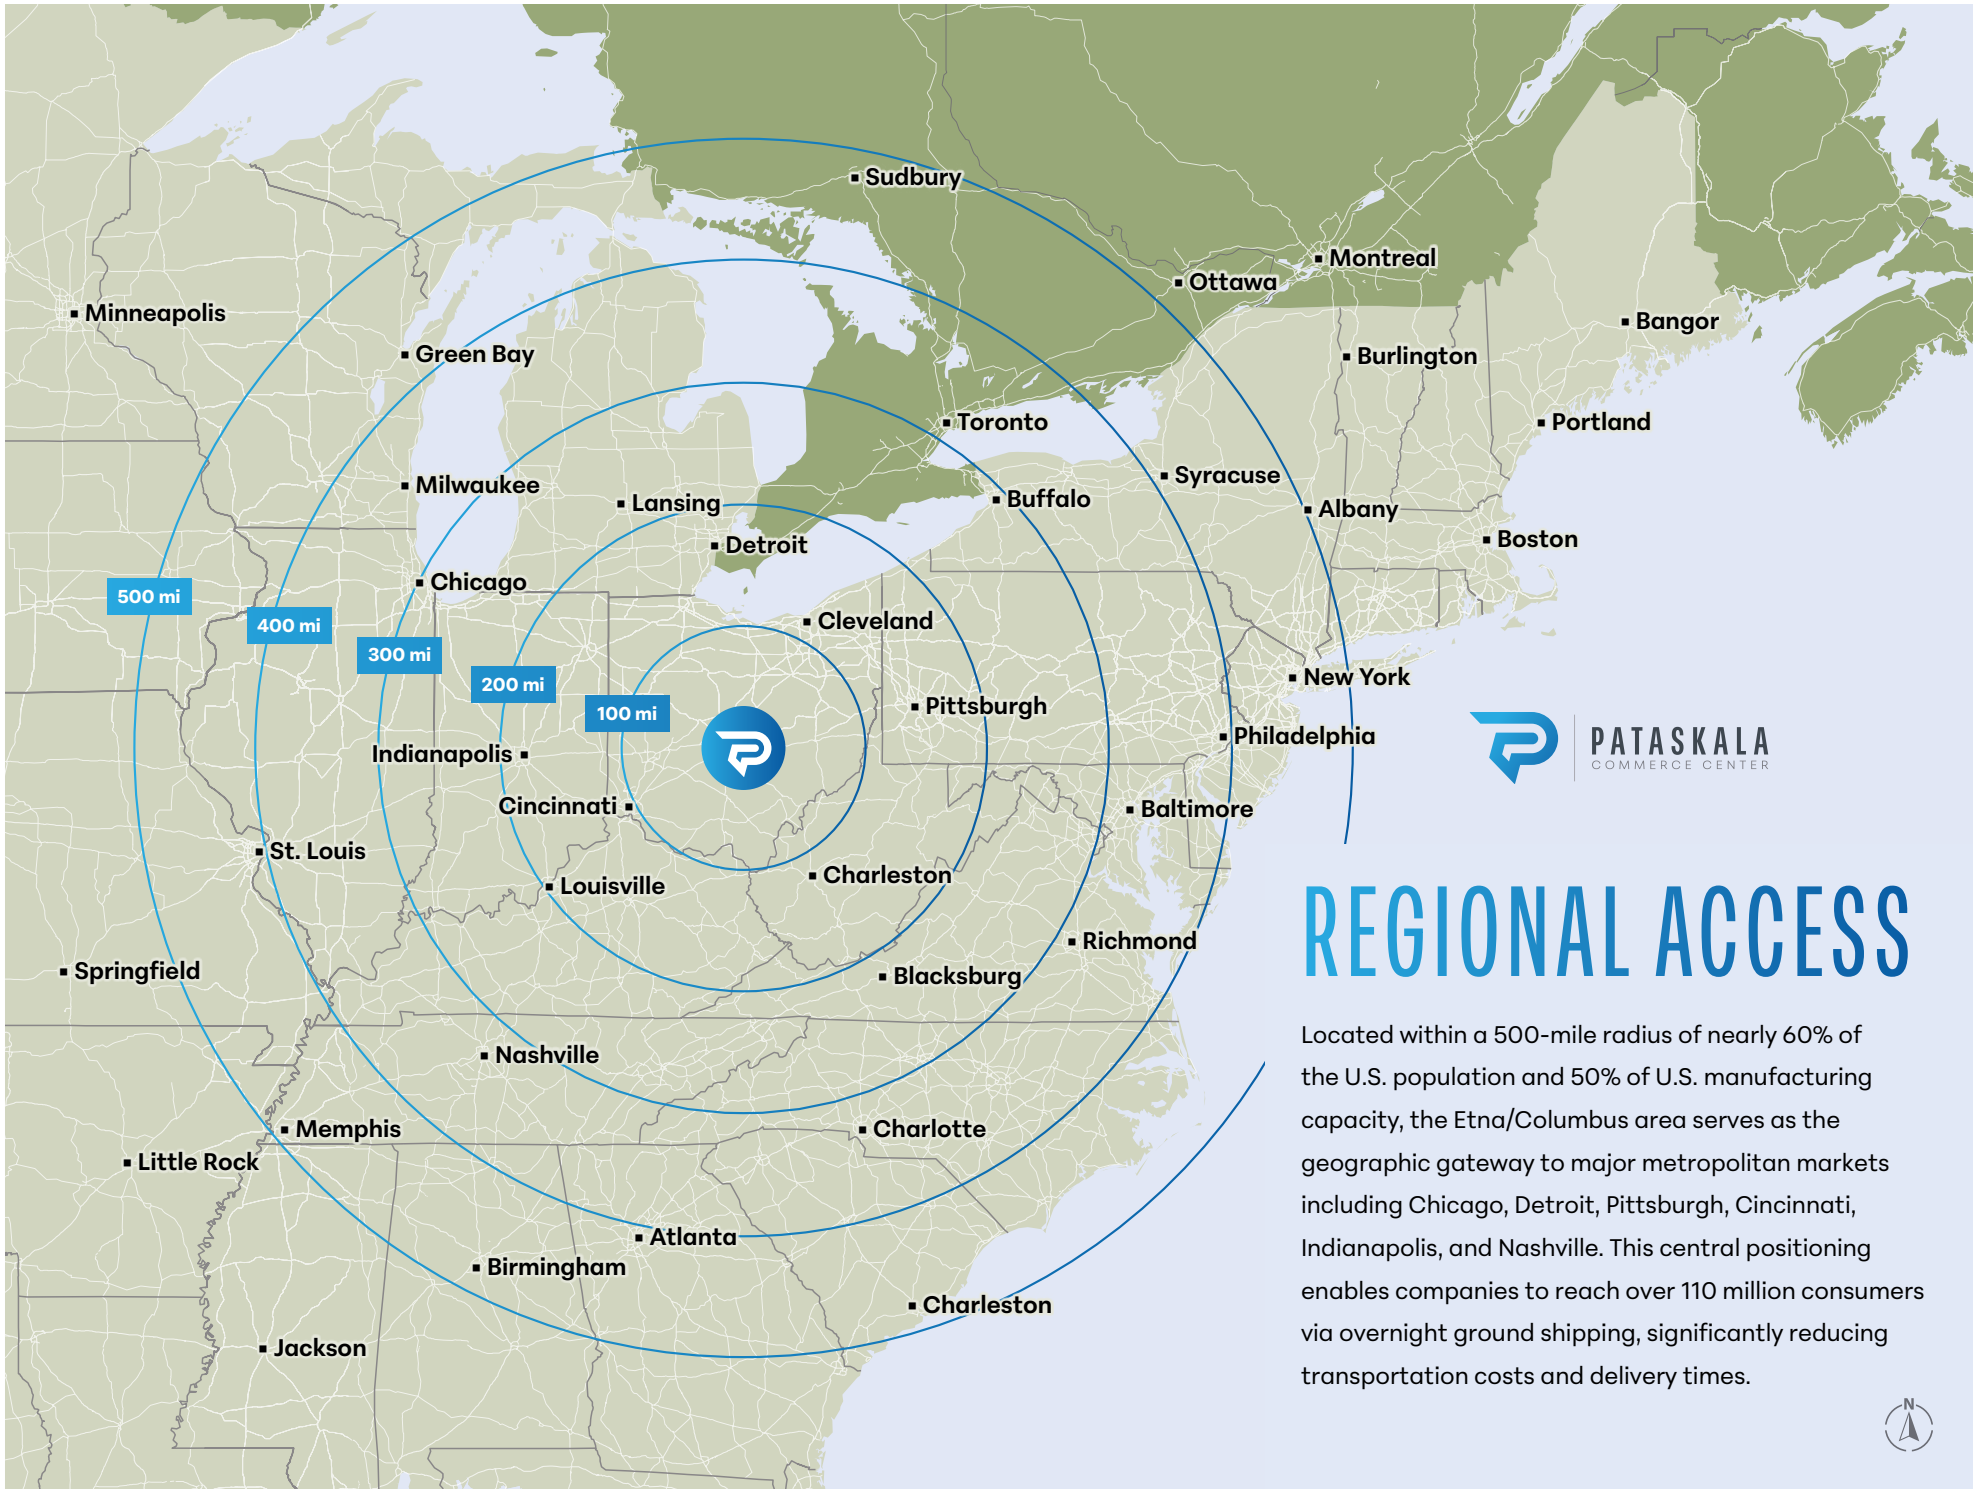 Sudbury
Montreal
Ottawa
Minneapolis
Bangor
Green Bay
Burlington
Toronto
Portland
Syracuse
Milwaukee
Lansing
Buffalo
Albany
Detroit
Boston
Chicago
500 mi
Cleveland
400 mi
300 mi
New York
200 mi
Pittsburgh
100 mi
Philadelphia
PATASKALA
COMMERCE CENTER
Indianapolis
Cincinnati
Baltimore
St. Louis
Charleston
Louisville
Richmond
Springfield
Blacksburg
Nashville
Memphis
Charlotte
Little Rock
Atlanta
Birmingham
Charleston
Jackson
REGIONAL ACCESS
Located within a 500-mile radius of nearly 60% of
the U.S. population and 50% of U.S. manufacturing
capacity, the Etna/Columbus area serves as the
geographic gateway to major metropolitan markets
including Chicago, Detroit, Pittsburgh, Cincinnati,
Indianapolis, and Nashville. This central positioning
enables companies to reach over 110 million consumers
via overnight ground shipping, significantly reducing
transportation costs and delivery times.
N